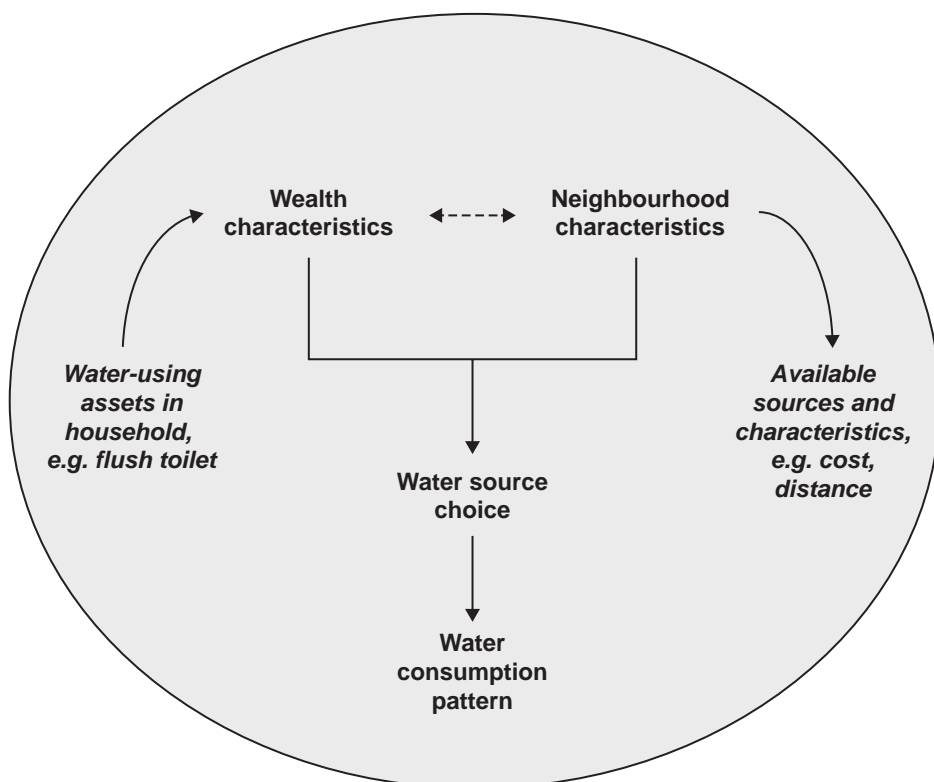 Wealth
characteristics
Neighbourhood
characteristics
Water-using
assets in
household,
e.g. flush toilet
Available
sources and
characteristics,
e.g. cost,
distance
Water source
choice
Water
consumption
pattern